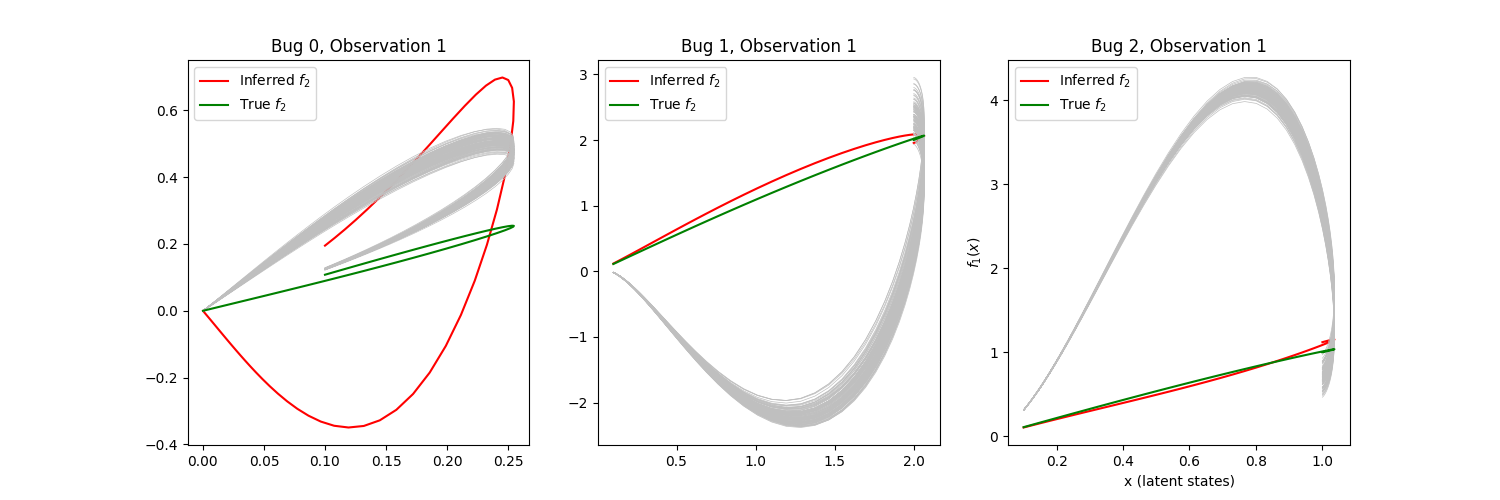 Bug 0, Observation 1
Inferred f₂
True f₂
0.6
0.4
0.2
0.0
−0.2
−0.4
0.00 0.05 0.10 0.15 0.20 0.25
Bug 1, Observation 1
Inferred f₂
True f₂
3
2
1
0
−1
−2
0.5 1.0 1.5 2.0
Bug 2, Observation 1
Inferred f₂
True f₂
f₁(x)
4
3
2
1
0
0.2 0.4 0.6 0.8 1.0
x (latent states)